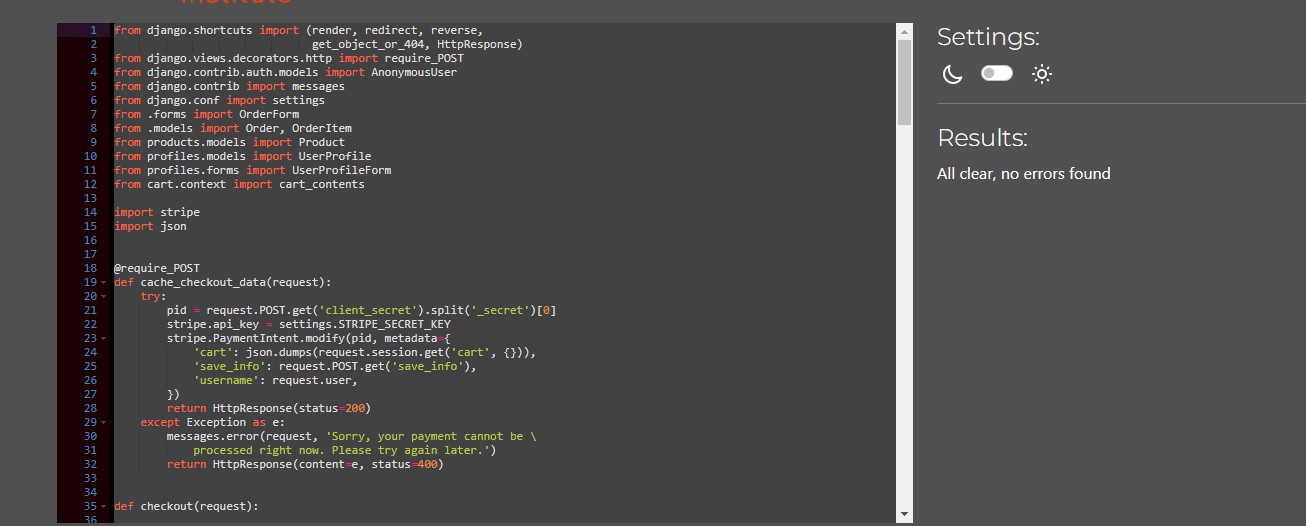 institute
1 from django.shortcuts import (render, redirect, reverse,
2                               get_object_or_404, HttpResponse)
3 from django.views.decorators.http import require_POST
4 from django.contrib.auth.models import AnonymousUser
5 from django.contrib import messages
6 from django.conf import settings
7 from .forms import OrderForm
8 from .models import Order, OrderItem
9 from products.models import Product
10 from profiles.models import UserProfile
11 from profiles.forms import UserProfileForm
12 from cart.context import cart_contents
13
14 import stripe
15 import json
16
17
18 @require_POST
19 def cache_checkout_data(request):
20     try:
21         pid = request.POST.get('client_secret').split('_secret')[0]
22         stripe.api_key = settings.STRIPE_SECRET_KEY
23         stripe.PaymentIntent.modify(pid, metadata={
24             'cart': json.dumps(request.session.get('cart', {})),
25             'save_info': request.POST.get('save_info'),
26             'username': request.user,
27         })
28         return HttpResponse(status=200)
29     except Exception as e:
30         messages.error(request, 'Sorry, your payment cannot be \
31             processed right now. Please try again later.')
32         return HttpResponse(content=e, status=400)
33
34
35 def checkout(request):
36
Settings:
Results:
All clear, no errors found